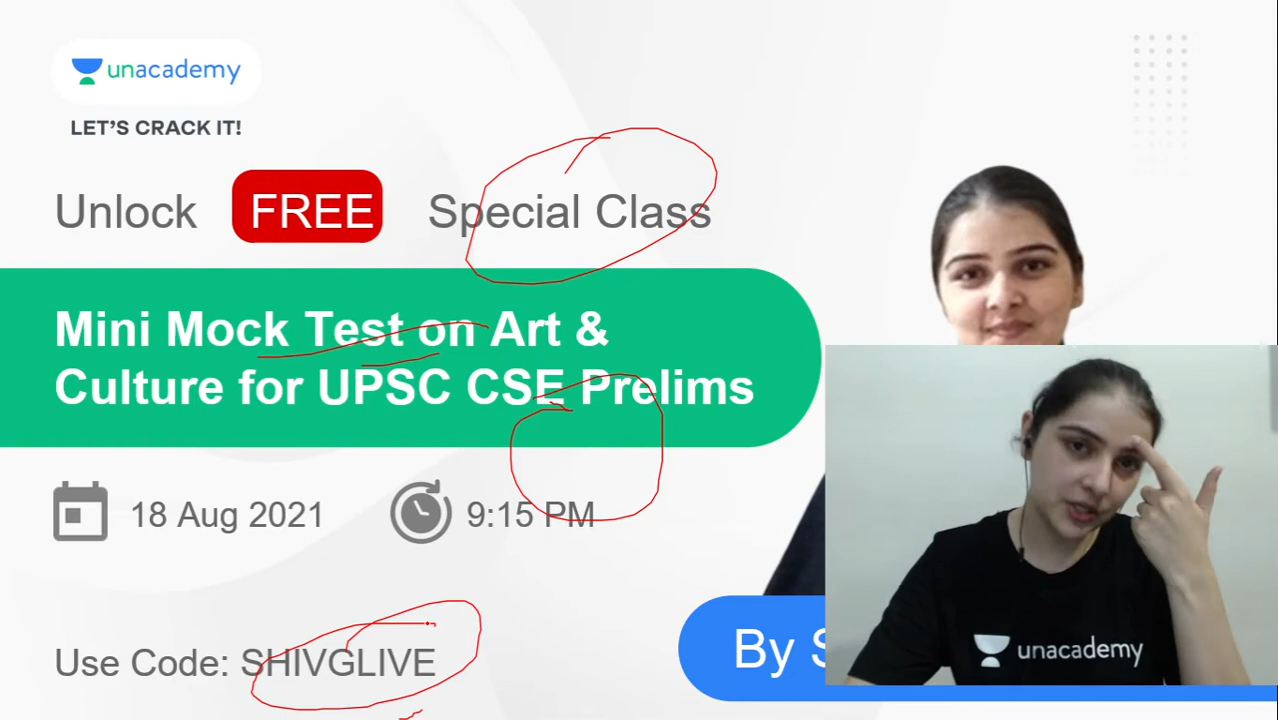 unacademy
LET'S CRACK IT!
Unlock FREE Special Class
Mini Mock Test on Art &
Culture for UPSC CSE Prelims
18 Aug 2021 9:15 PM
Use Code: SHIVGLIVE
By
unacademy